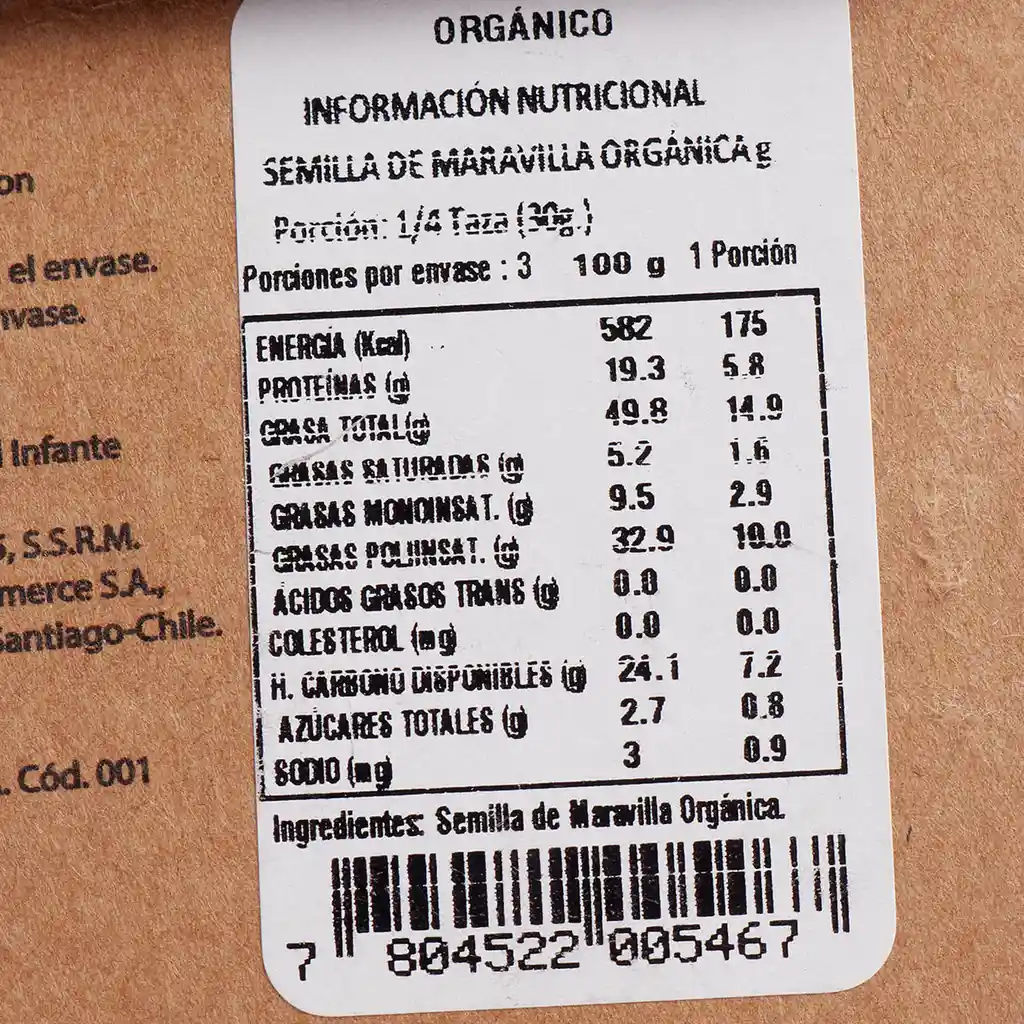 ORGÁNICO
INFORMACIÓN NUTRICIONAL
SEMILLA DE MARAVILLA ORGÁNICA g
Porción: 1/4 Taza (30g.)
Porciones por envase : 3 100 g 1 Porción
ENERGÍA (Kcal) 582 175
PROTEÍNAS (g) 19.3 5.8
GRASA TOTAL(g) 49.8 14.9
GRASAS SATURADAS (g) 5.2 1.6
GRASAS MONOINSAT. (g) 9.5 2.9
GRASAS POLIINSAT. (g) 32.9 10.0
ÁCIDOS GRASOS TRANS (g) 0.0 0.0
COLESTEROL (mg) 0.0 0.0
H. CARBONO DISPONIBLES (g) 24.1 7.2
AZÚCARES TOTALES (g) 2.7 0.8
SODIO (mg) 3 0.9
Ingredientes: Semilla de Maravilla Orgánica.
7 804522 005467
on
el envase.
nvase.
l Infante
5, S.S.R.M.
merce S.A.,
Santiago-Chile.
. Cód. 001